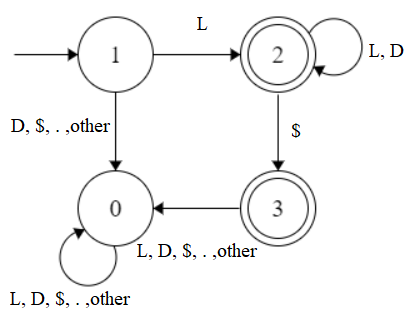 L
1
2
L, D
D, $, . ,other
$
0
3
L, D, $, . ,other
L, D, $, . ,other